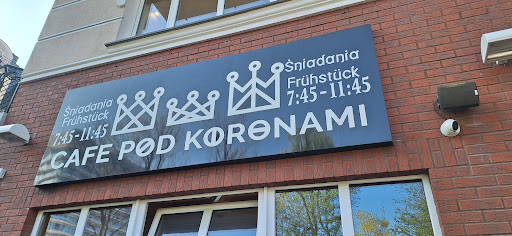 Śniadania
Frühstück
7:45-11:45
Śniadania
Frühstück
7:45-11:45
CAFE POD KORONAMI